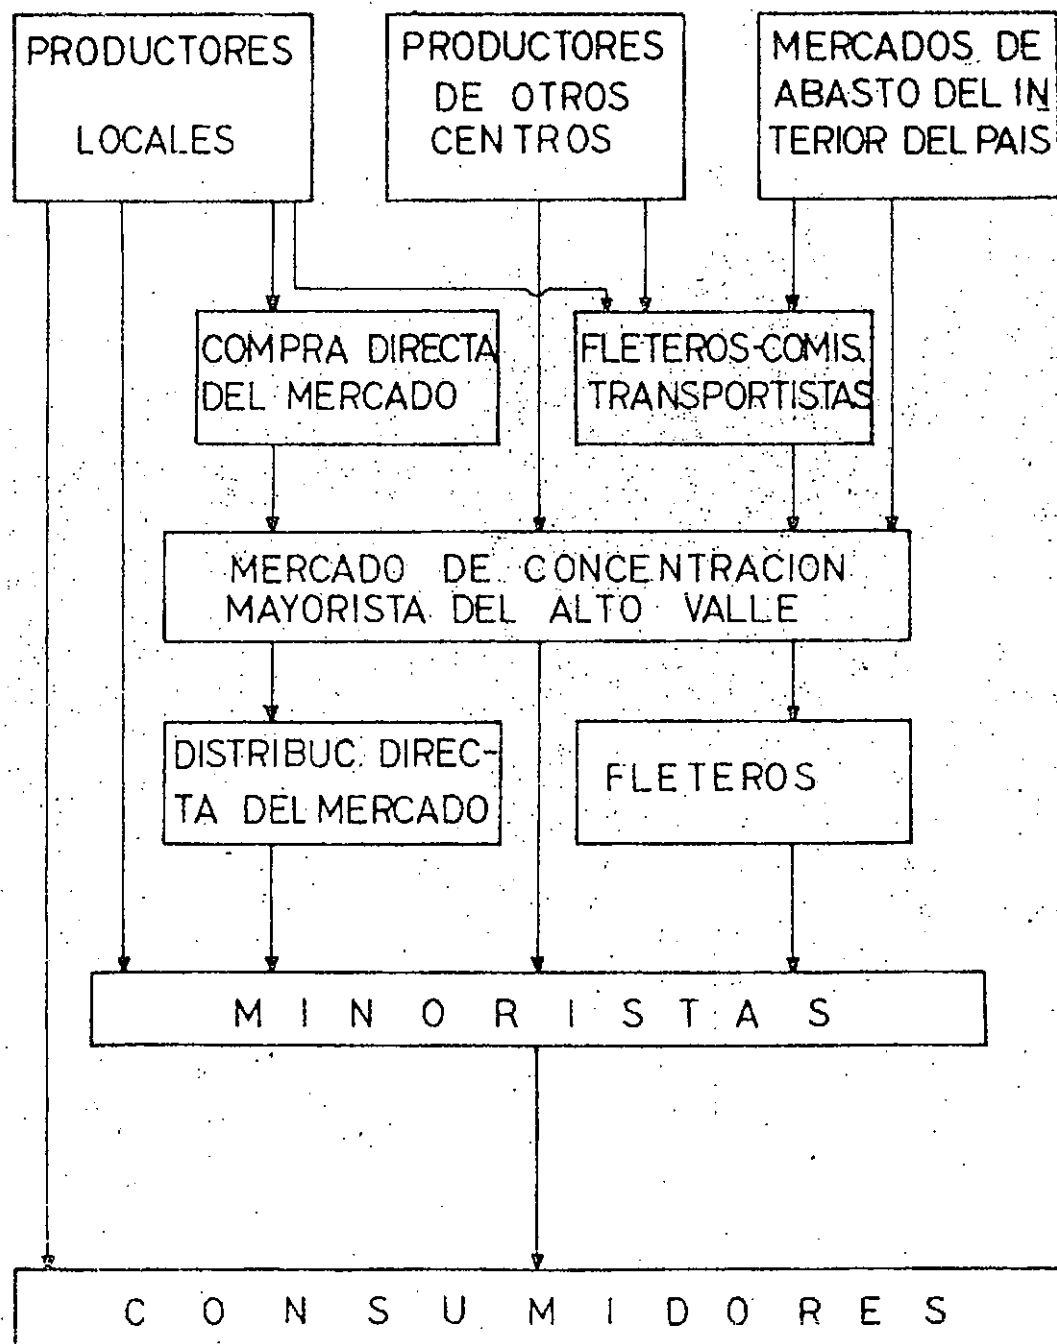 PRODUCTORES
LOCALES
PRODUCTORES
DE OTROS
CENTROS
MERCADOS DE
ABASTO DEL IN
TERIOR DEL PAIS
COMPRA DIRECTA
DEL MERCADO
FLETEROS-COMIS.
TRANSPORTISTAS
MERCADO DE CONCENTRACION
MAYORISTA DEL ALTO VALLE
DISTRIBUC. DIREC-
TA DEL MERCADO
FLETEROS
MINORISTAS
CONSUMIDORES